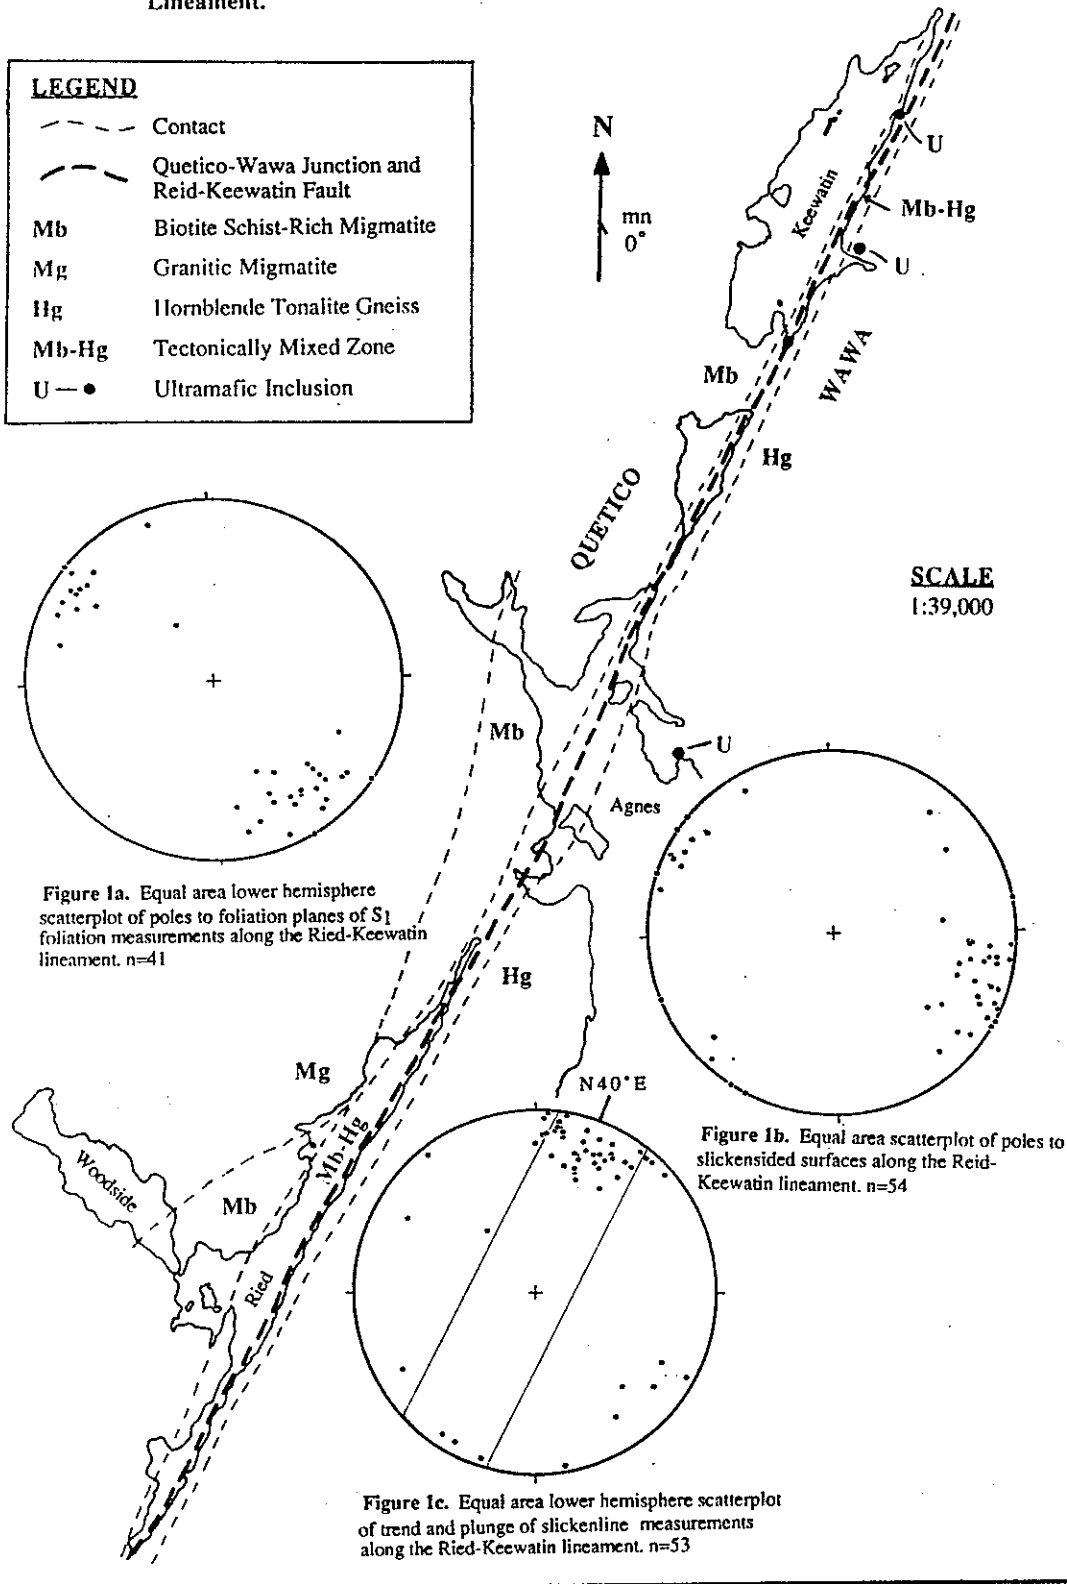 Lineament.
LEGEND
Contact
Quetico-Wawa Junction and
Reid-Keewatin Fault
Mb Biotite Schist-Rich Migmatite
Mg Granitic Migmatite
Hg Hornblende Tonalite Gneiss
Mb-Hg Tectonically Mixed Zone
U Ultramafic Inclusion
N
mn
0°
Keewatin
U
Mb-Hg
U
WAWA
Mb
Hg
QUETICO
SCALE
1:39,000
Mb
U
Agnes
Figure 1a. Equal area lower hemisphere
scatterplot of poles to foliation planes of S1
foliation measurements along the Ried-Keewatin
lineament. n=41
Hg
Mg
N40°E
Mb-Hg
Woodside
Mb
Ried
Figure 1b. Equal area scatterplot of poles to
slickensided surfaces along the Reid-
Keewatin lineament. n=54
Figure 1c. Equal area lower hemisphere scatterplot
of trend and plunge of slickenline measurements
along the Ried-Keewatin lineament. n=53